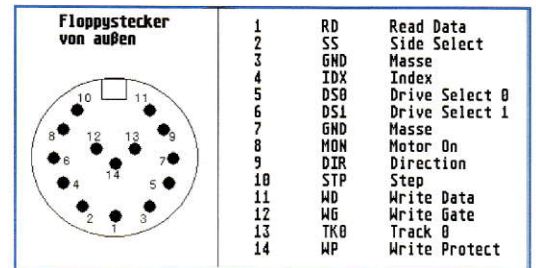 Floppystecker
von außen
10 11
8 12 13 9
6 14 7
4 5
2 1 3
1 RD Read Data
2 SS Side Select
3 GND Masse
4 IDX Index
5 DS0 Drive Select 0
6 DS1 Drive Select 1
7 GND Masse
8 MON Motor On
9 DIR Direction
10 STP Step
11 WD Write Data
12 WG Write Gate
13 TK0 Track 0
14 WP Write Protect